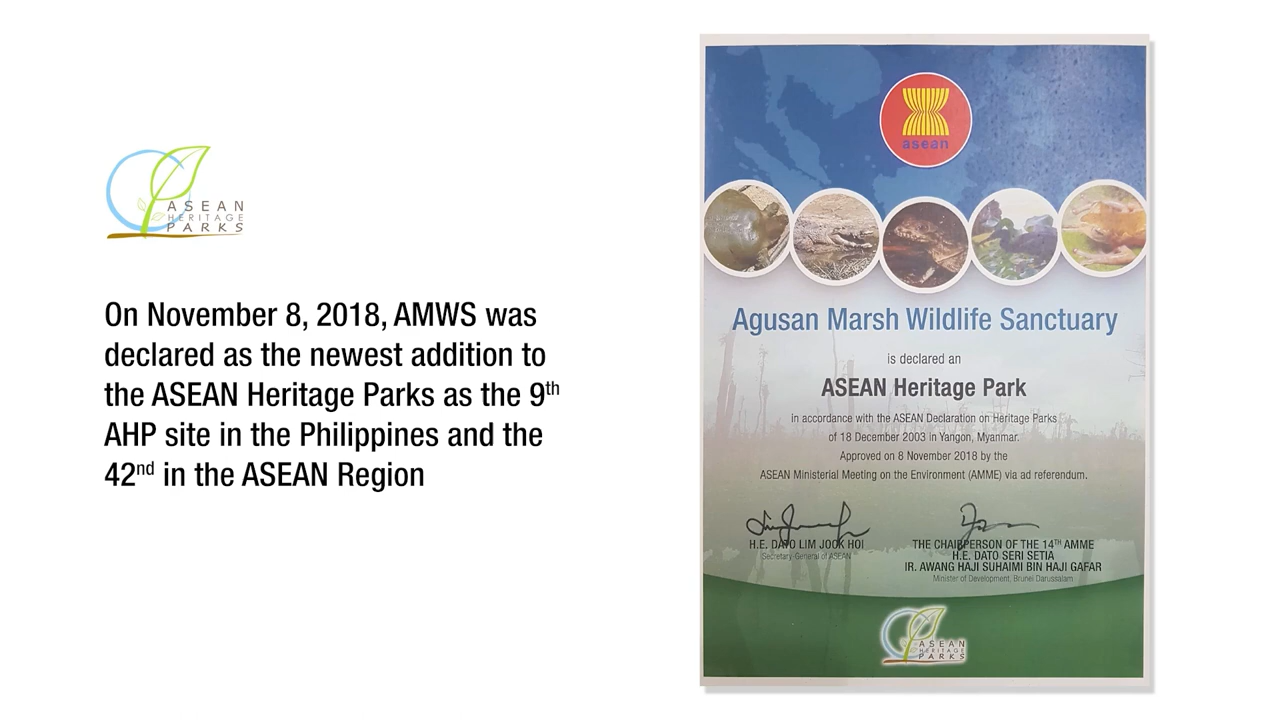 ASEAN
HERITAGE
PARKS
On November 8, 2018, AMWS was
declared as the newest addition to
the ASEAN Heritage Parks as the 9th
AHP site in the Philippines and the
42nd in the ASEAN Region
asean
Agusan Marsh Wildlife Sanctuary
is declared an
ASEAN Heritage Park
in accordance with the ASEAN Declaration on Heritage Parks
of 18 December 2003 in Yangon, Myanmar.
Approved on 8 November 2018 by the
ASEAN Ministerial Meeting on the Environment (AMME) via ad referendum.
H.E. DATO LIM JOCK HOI
Secretary-General of ASEAN
THE CHAIRPERSON OF THE 14TH AMME
H.E. DATO SERI SETIA
IR. AWANG HAJI SUHAIMI BIN HAJI GAFAR
Minister of Development, Brunei Darussalam
ASEAN
HERITAGE
PARKS